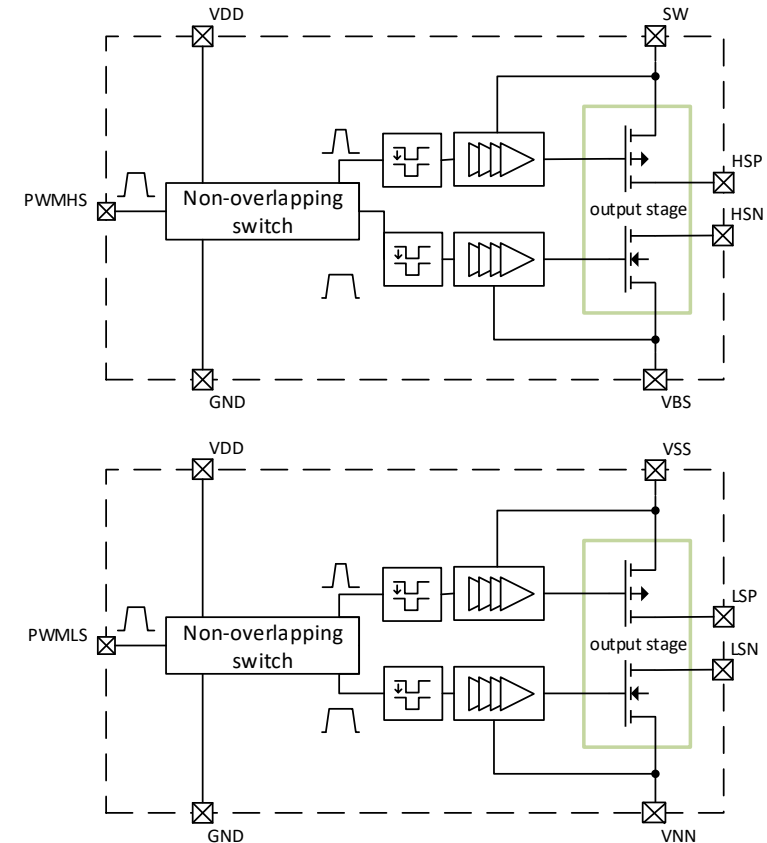 VDD
SW
PWMHS
Non-overlapping
switch
output stage
HSP
HSN
GND
VBS
VDD
VSS
PWMLS
Non-overlapping
switch
output stage
LSP
LSN
GND
VNN